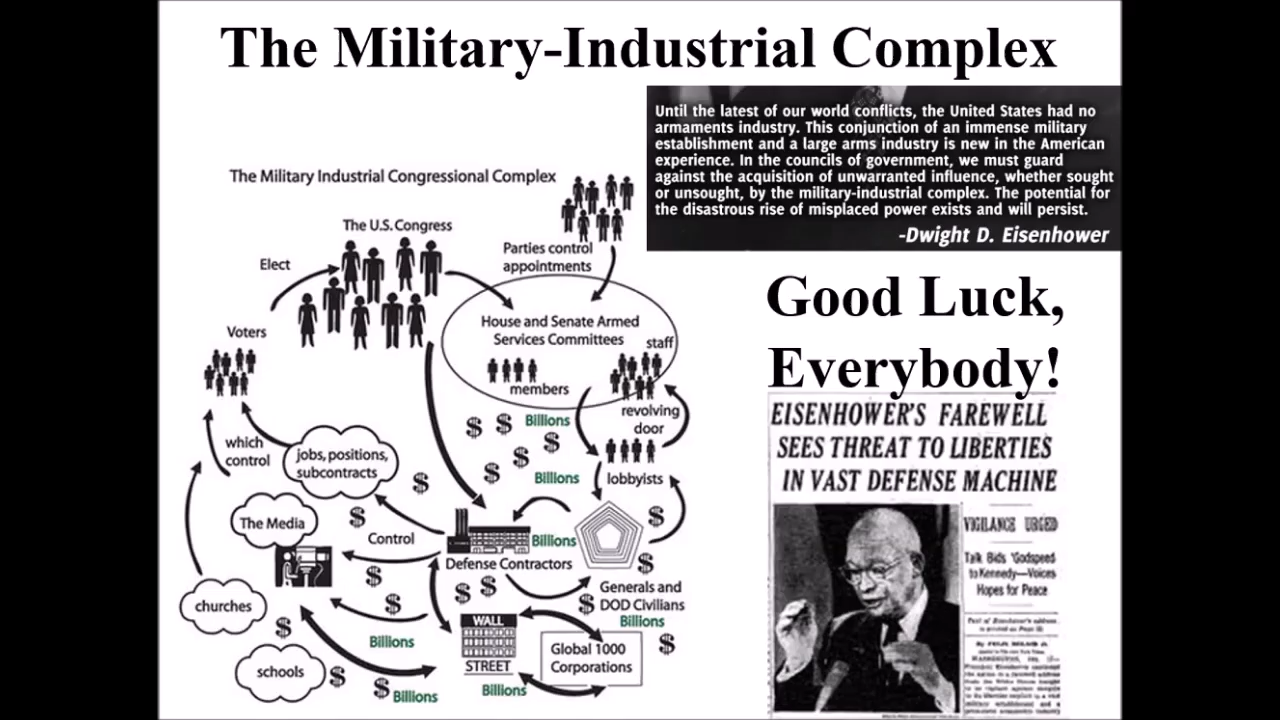 The Military-Industrial Complex
Until the latest of our world conflicts, the United States had no
armaments industry. This conjunction of an immense military
establishment and a large arms industry is new in the American
experience. In the councils of government, we must guard
against the acquisition of unwarranted influence, whether sought
or unsought, by the military-industrial complex. The potential for
the disastrous rise of misplaced power exists and will persist.
-Dwight D. Eisenhower
The Military Industrial Congressional Complex
The U.S. Congress
Parties control
appointments
Elect
House and Senate Armed
Services Committees
staff
members
Voters
revolving
door
Billions
which
control
jobs, positions,
subcontracts
Billions
lobbyists
The Media
Control
Billions
Defense Contractors
Generals and
DOD Civilians
Billions
churches
WALL
STREET
Billions
Global 1000
Corporations
schools
Billions
Billions
$ $ $ $ $ $ $ $ $ $ $ $ $ $ $ $ $ $ $
Good Luck,
Everybody!
EISENHOWER'S FAREWELL
SEES THREAT TO LIBERTIES
IN VAST DEFENSE MACHINE
VIGILANCE URGED
Talk Bids 'Godspeed'
to Kennedy—Voices
Hopes for Peace